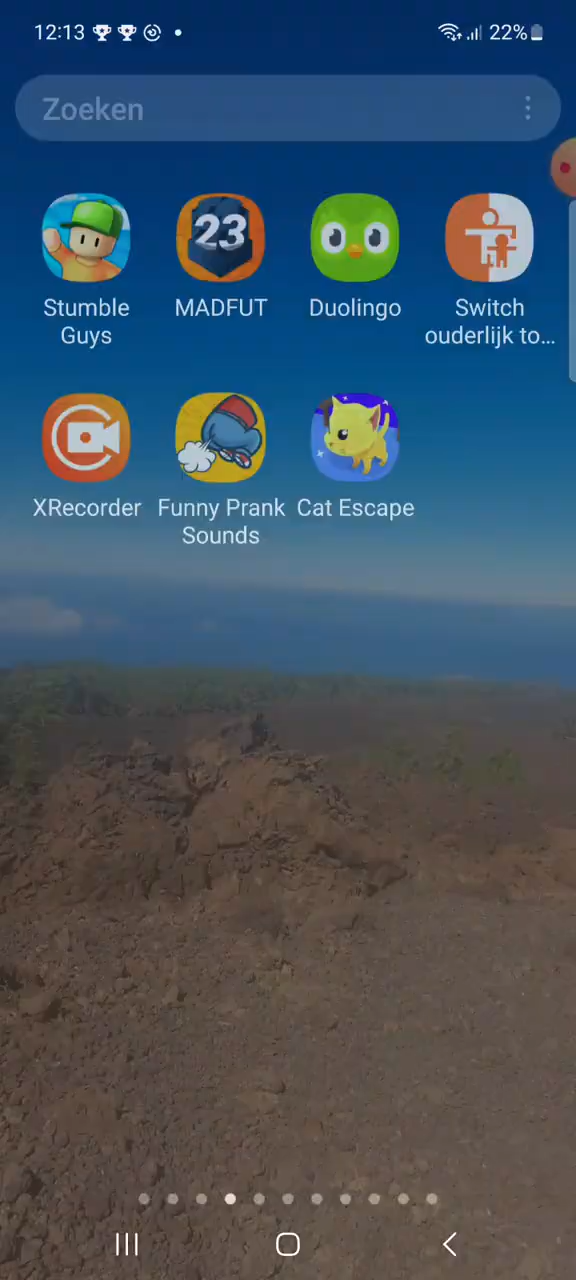 12:13
22%
Zoeken
23
Stumble
Guys
MADFUT
Duolingo
Switch
ouderlijk to...
XRecorder
Funny Prank
Sounds
Cat Escape